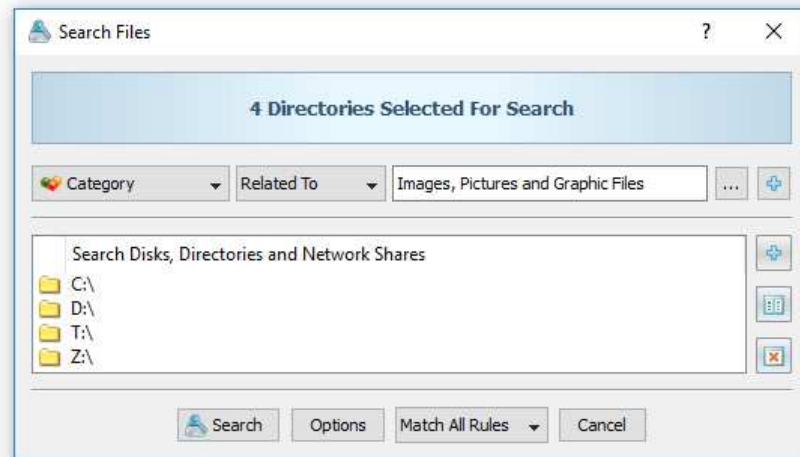 Search Files
?
4 Directories Selected For Search
Category Related To Images, Pictures and Graphic Files ...
Search Disks, Directories and Network Shares
C:\
D:\
T:\
Z:\
Search Options Match All Rules Cancel